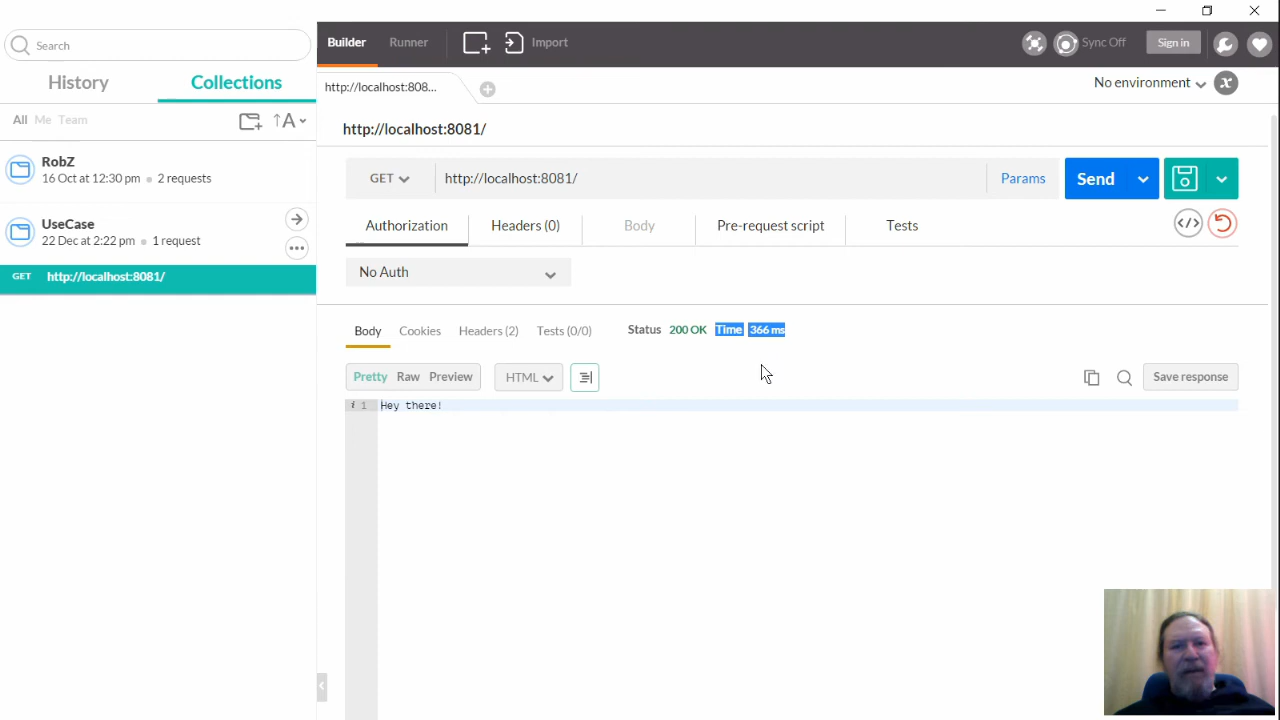 Search
History Collections
All Me Team A
RobZ
16 Oct at 12:30 pm 2 requests
UseCase
22 Dec at 2:22 pm 1 request
GET http://localhost:8081/
Builder Runner Import Sync Off Sign in
http://localhost:808... No environment x
http://localhost:8081/
GET http://localhost:8081/ Params Send
Authorization Headers (0) Body Pre-request script Tests
No Auth
Body Cookies Headers (2) Tests (0/0) Status 200 OK Time 366 ms
Pretty Raw Preview HTML Save response
i 1 Hey there!